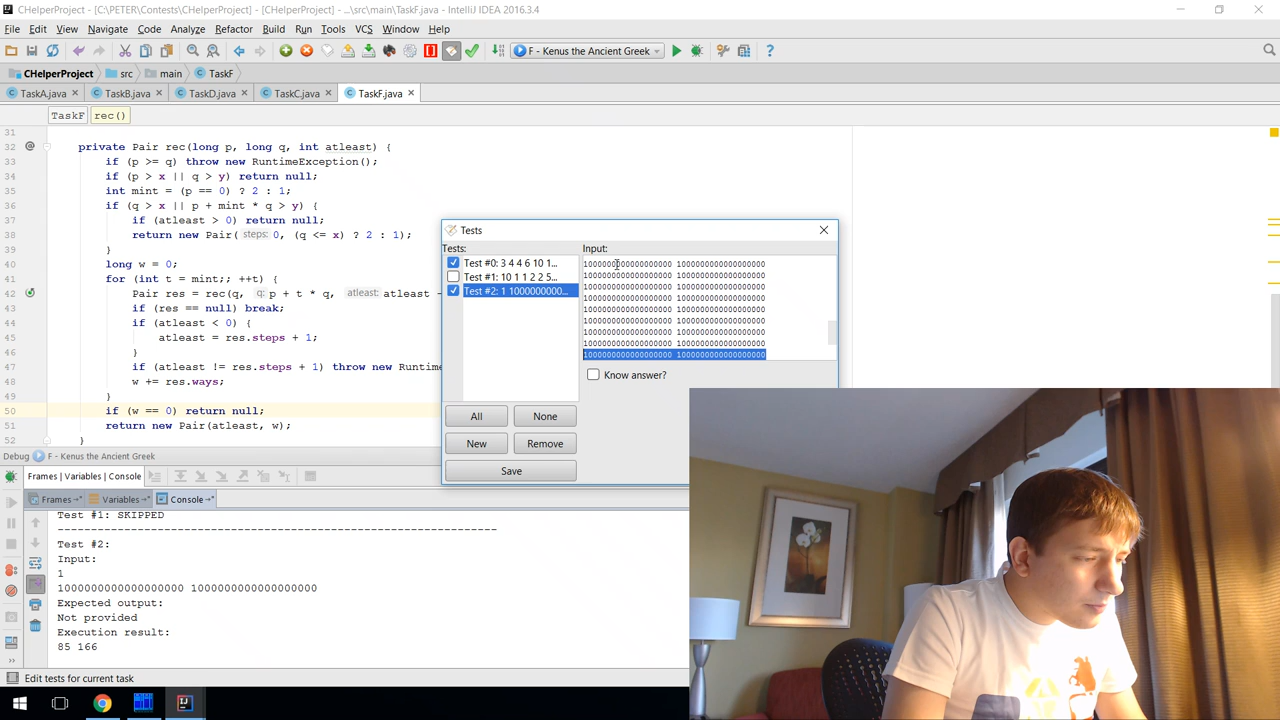 CHelperProject - [C:\PETER\Contests\CHelperProject] - [CHelperProject] - ...\src\main\TaskF.java - IntelliJ IDEA 2016.3.4
File Edit View Navigate Code Analyze Refactor Build Run Tools VCS Window Help
F - Kenus the Ancient Greek
CHelperProject src main TaskF
TaskA.java TaskB.java TaskD.java TaskC.java TaskF.java
TaskF rec()
31
32 private Pair rec(long p, long q, int atleast) {
33 if (p >= q) throw new RuntimeException();
34 if (p > x || q > y) return null;
35 int mint = (p == 0) ? 2 : 1;
36 if (q > x || p + mint * q > y) {
37 if (atleast > 0) return null;
38 return new Pair( steps: 0, (q <= x) ? 2 : 1);
39 }
40 long w = 0;
41 for (int t = mint;; ++t) {
42 Pair res = rec(q, q: p + t * q, atleast: atleast -
43 if (res == null) break;
44 if (atleast < 0) {
45 atleast = res.steps + 1;
46 }
47 if (atleast != res.steps + 1) throw new Runtime
48 w += res.ways;
49 }
50 if (w == 0) return null;
51 return new Pair(atleast, w);
52 }
Tests
Tests: Input:
Test #0: 3 4 4 6 10 1...
Test #1: 10 1 1 2 2 5...
Test #2: 1 1000000000...
1000000000000000000 1000000000000000000
1000000000000000000 1000000000000000000
1000000000000000000 1000000000000000000
1000000000000000000 1000000000000000000
1000000000000000000 1000000000000000000
1000000000000000000 1000000000000000000
1000000000000000000 1000000000000000000
1000000000000000000 1000000000000000000
1000000000000000000 1000000000000000000
Know answer?
All None
New Remove
Save
Debug F - Kenus the Ancient Greek
Frames | Variables | Console
Frames Variables Console
Test #1: SKIPPED
------------------------------------------------------------------
Test #2:
Input:
1
1000000000000000000 1000000000000000000
Expected output:
Not provided
Execution result:
85 166
Edit tests for current task